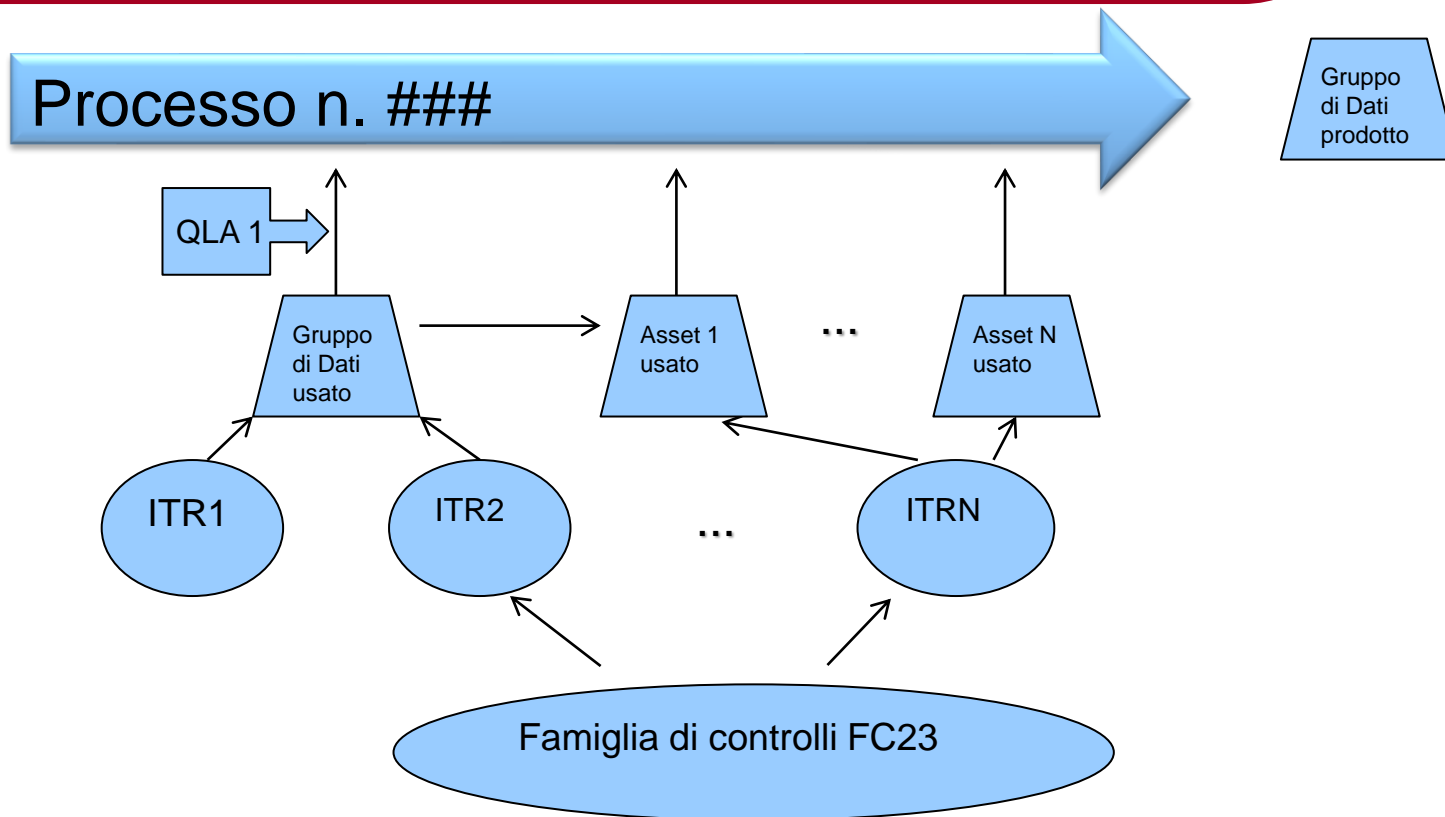 Processo n. ###
Gruppo
di Dati
prodotto
QLA 1
Gruppo
di Dati
usato
Asset 1
usato
...
Asset N
usato
ITR1
ITR2
...
ITRN
Famiglia di controlli FC23